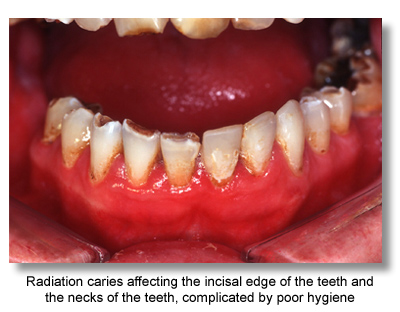 Radiation caries affecting the incisal edge of the teeth and
the necks of the teeth, complicated by poor hygiene